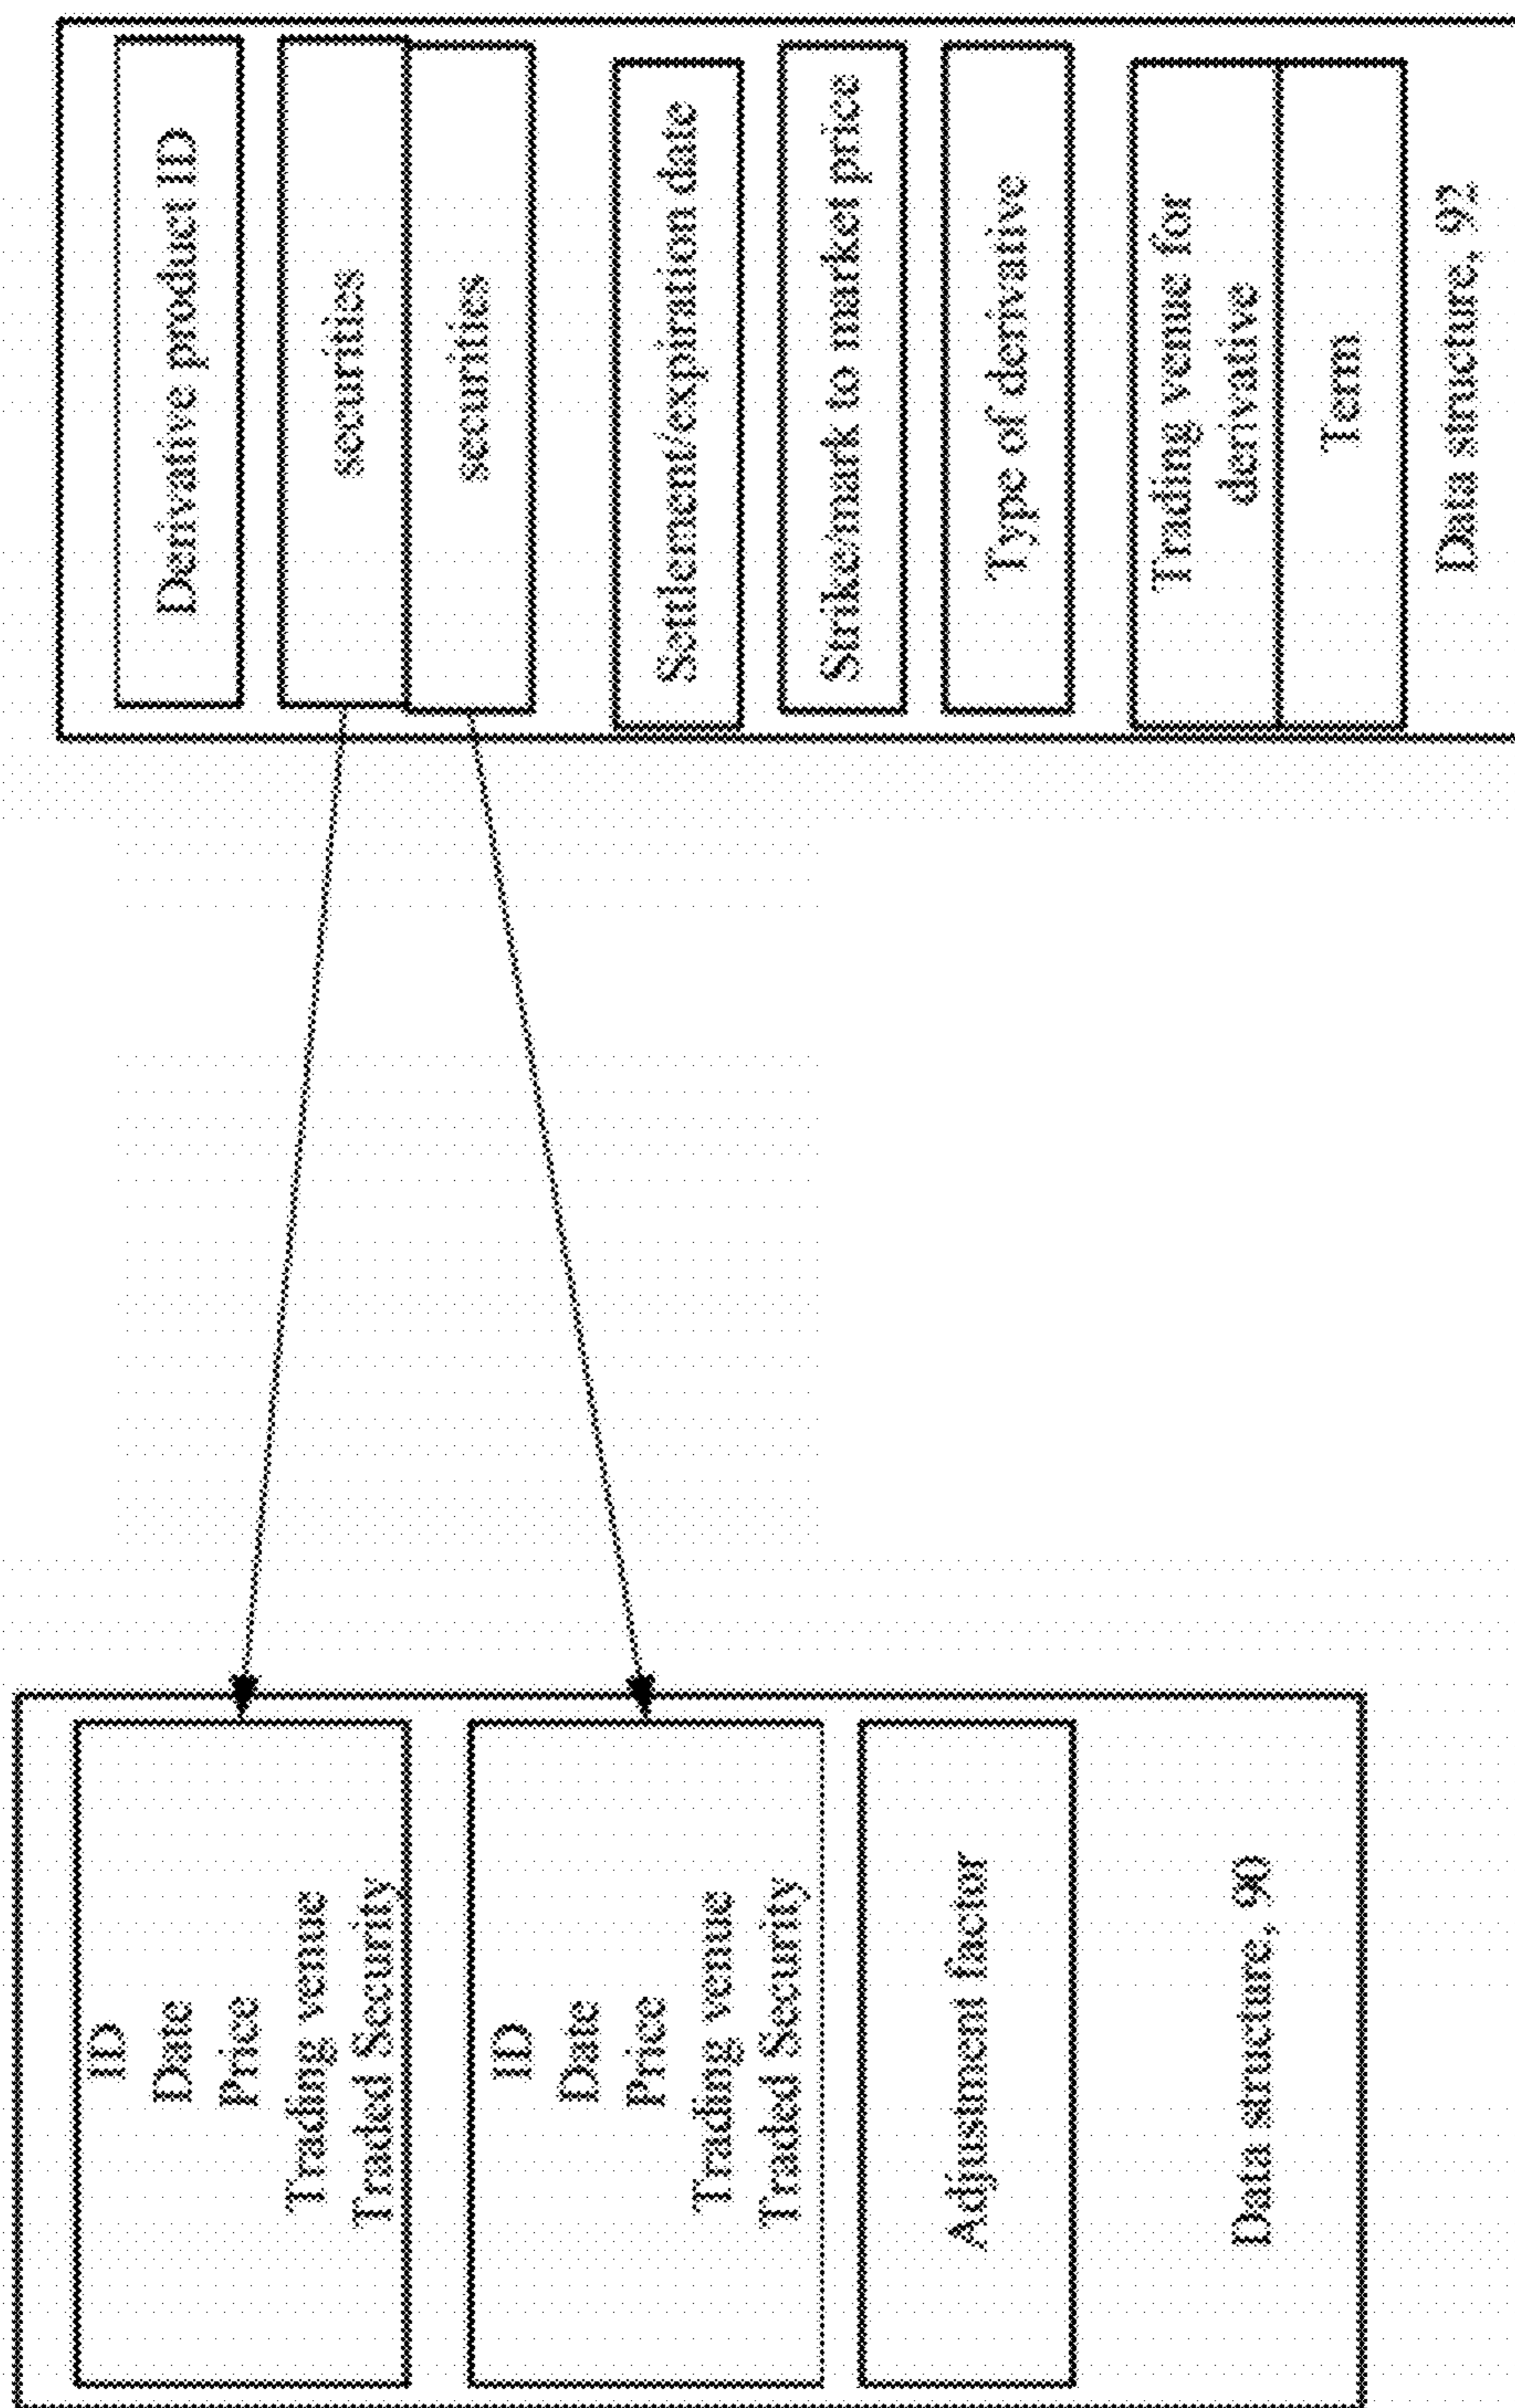 ID
Date
Price
Trading venue
Traded Security
ID
Date
Price
Trading venue
Traded Security
Adjustment factor
Data structure, 90
Derivative product ID
securities
securities
Settlement/expiration date
Strike/mark to market price
Type of derivative
Trading venue for
derivative
Term
Data structure, 92